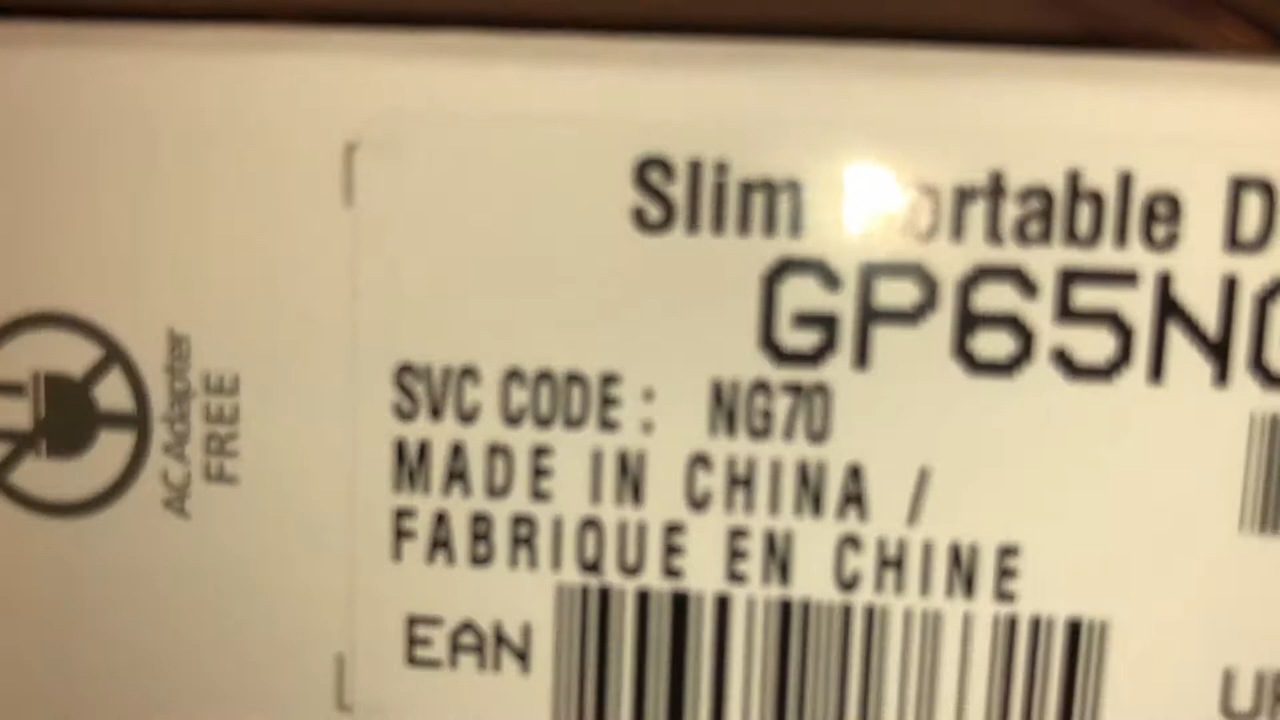 Slim Portable D
GP65N
SVC CODE : NG70
MADE IN CHINA /
FABRIQUE EN CHINE
EAN
AC Adapter
FREE